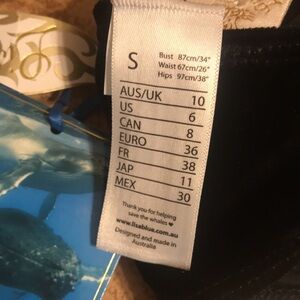 S
Bust 87cm/34"
Waist 67cm/26"
Hips 97cm/38"
AUS/UK 10
US 6
CAN 8
EURO 36
FR 38
JAP 11
MEX 30
Thank you for helping
save the whales ♥
www.lisablue.com.au
Designed and made in
Australia